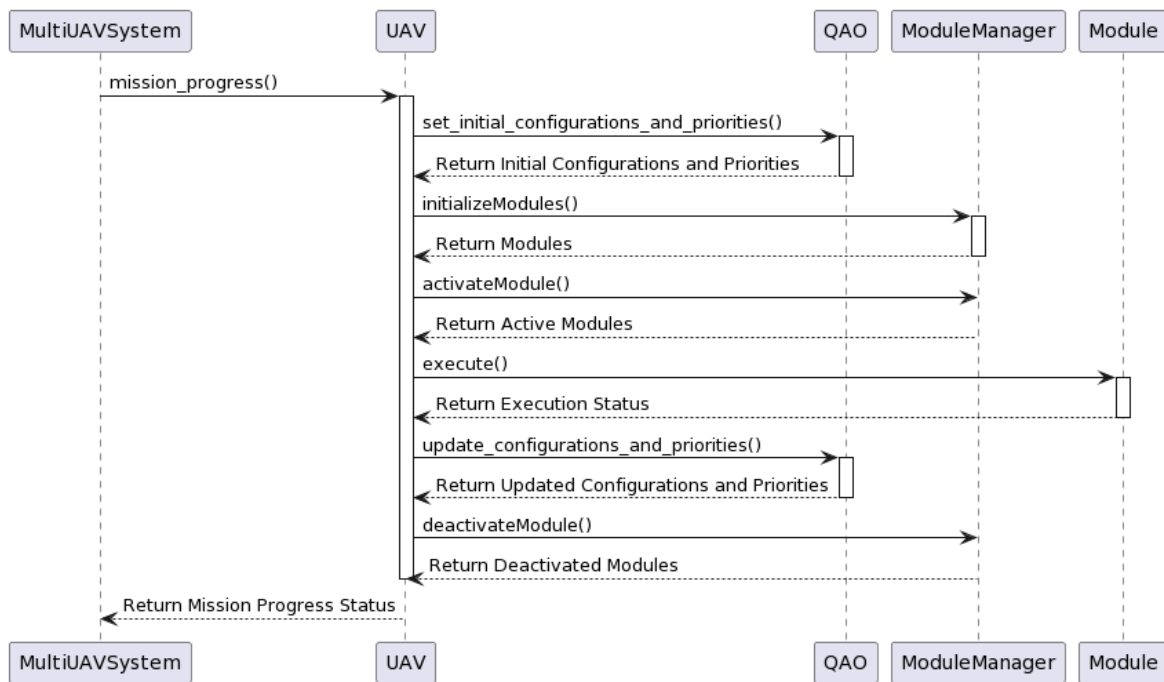 MultiUAVSystem UAV QAO ModuleManager Module
mission_progress()
set_initial_configurations_and_priorities()
Return Initial Configurations and Priorities
initializeModules()
Return Modules
activateModule()
Return Active Modules
execute()
Return Execution Status
update_configurations_and_priorities()
Return Updated Configurations and Priorities
deactivateModule()
Return Deactivated Modules
Return Mission Progress Status
MultiUAVSystem UAV QAO ModuleManager Module